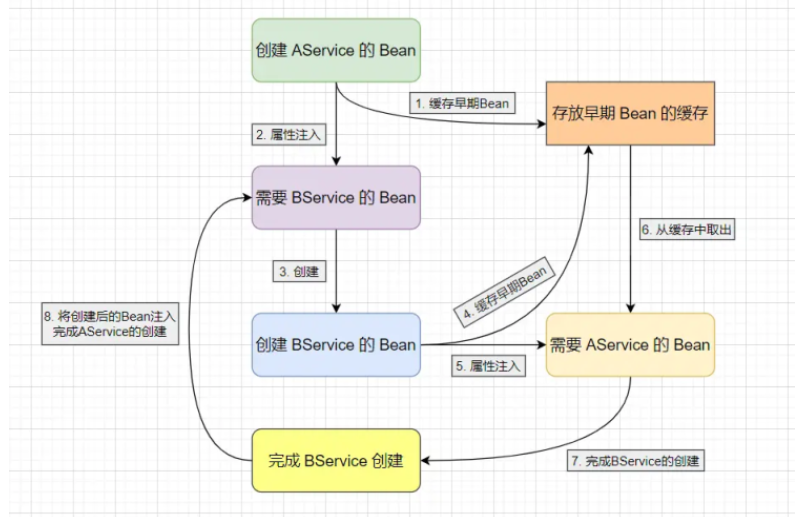 创建 AService 的 Bean
1. 缓存早期Bean
存放早期 Bean 的缓存
2. 属性注入
需要 BService 的 Bean
6. 从缓存中取出
3. 创建
4. 缓存早期Bean
8. 将创建后的Bean注入
完成AService的创建
创建 BService 的 Bean
5. 属性注入
需要 AService 的 Bean
完成 BService 创建
7. 完成BService的创建